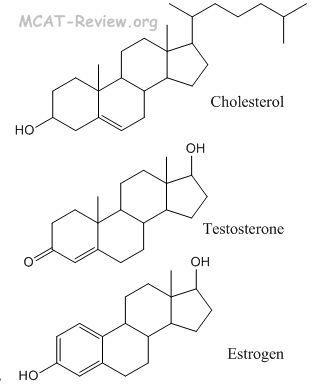 MCAT-Review.org
Cholesterol
HO
OH
Testosterone
O
OH
Estrogen
HO